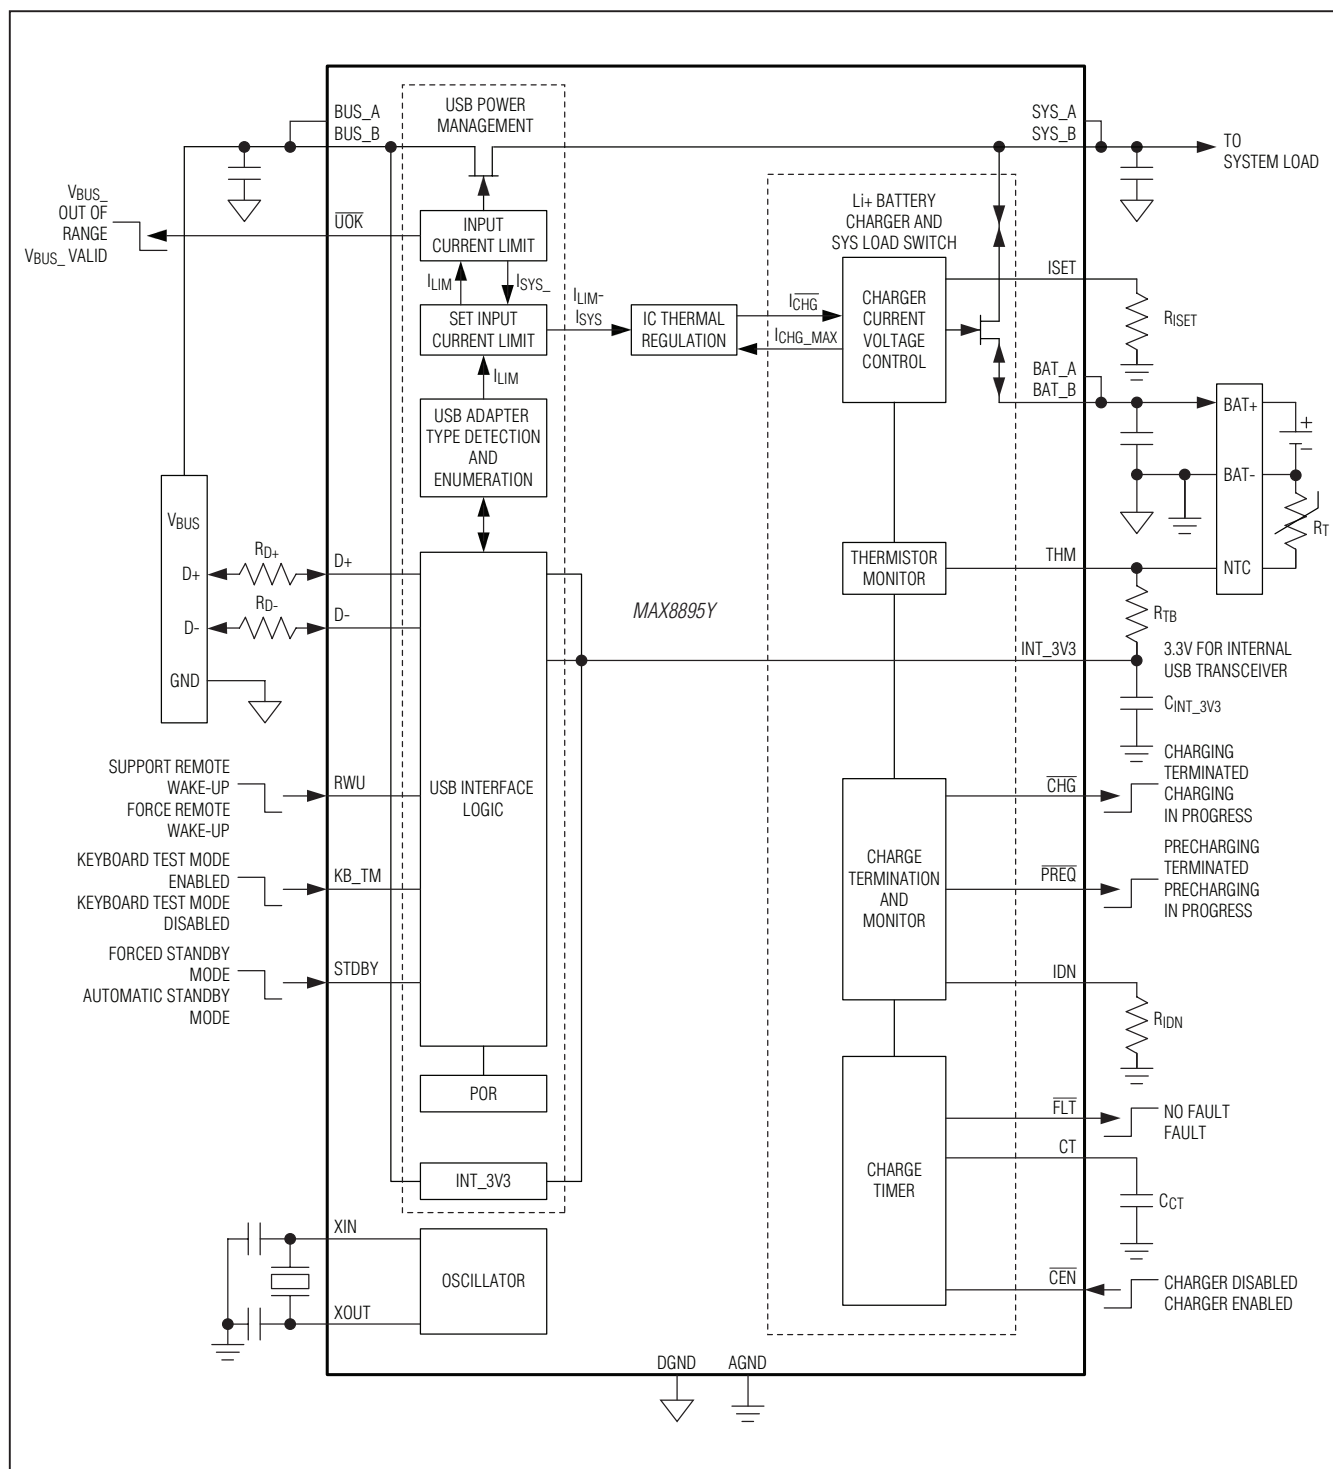 BUS_A
BUS_B
USB POWER
MANAGEMENT
SYS_A
SYS_B
TO
SYSTEM LOAD
VBUS_
OUT OF
RANGE
VBUS_ VALID
UOK
INPUT
CURRENT LIMIT
ILIM
ISYS_
SET INPUT
CURRENT LIMIT
ILIM
USB ADAPTER
TYPE DETECTION
AND
ENUMERATION
ILIM-
ISYS
IC THERMAL
REGULATION
ICHG
ICHG_MAX
Li+ BATTERY
CHARGER AND
SYS LOAD SWITCH
CHARGER
CURRENT
VOLTAGE
CONTROL
ISET
RISET
BAT_A
BAT_B
BAT+
+
−
BAT-
RT
NTC
THERMISTOR
MONITOR
THM
RTB
VBUS
D+
D-
GND
RD+
RD-
D+
D-
MAX8895Y
INT_3V3
3.3V FOR INTERNAL
USB TRANSCEIVER
CINT_3V3
USB INTERFACE
LOGIC
SUPPORT REMOTE
WAKE-UP
FORCE REMOTE
WAKE-UP
RWU
KEYBOARD TEST MODE
ENABLED
KEYBOARD TEST MODE
DISABLED
KB_TM
FORCED STANDBY
MODE
AUTOMATIC STANDBY
MODE
STDBY
CHARGE
TERMINATION
AND
MONITOR
CHG
CHARGING
TERMINATED
CHARGING
IN PROGRESS
PREQ
PRECHARGING
TERMINATED
PRECHARGING
IN PROGRESS
IDN
RIDN
POR
INT_3V3
CHARGE
TIMER
FLT
NO FAULT
FAULT
CT
CCT
CEN
CHARGER DISABLED
CHARGER ENABLED
XIN
XOUT
OSCILLATOR
DGND
AGND